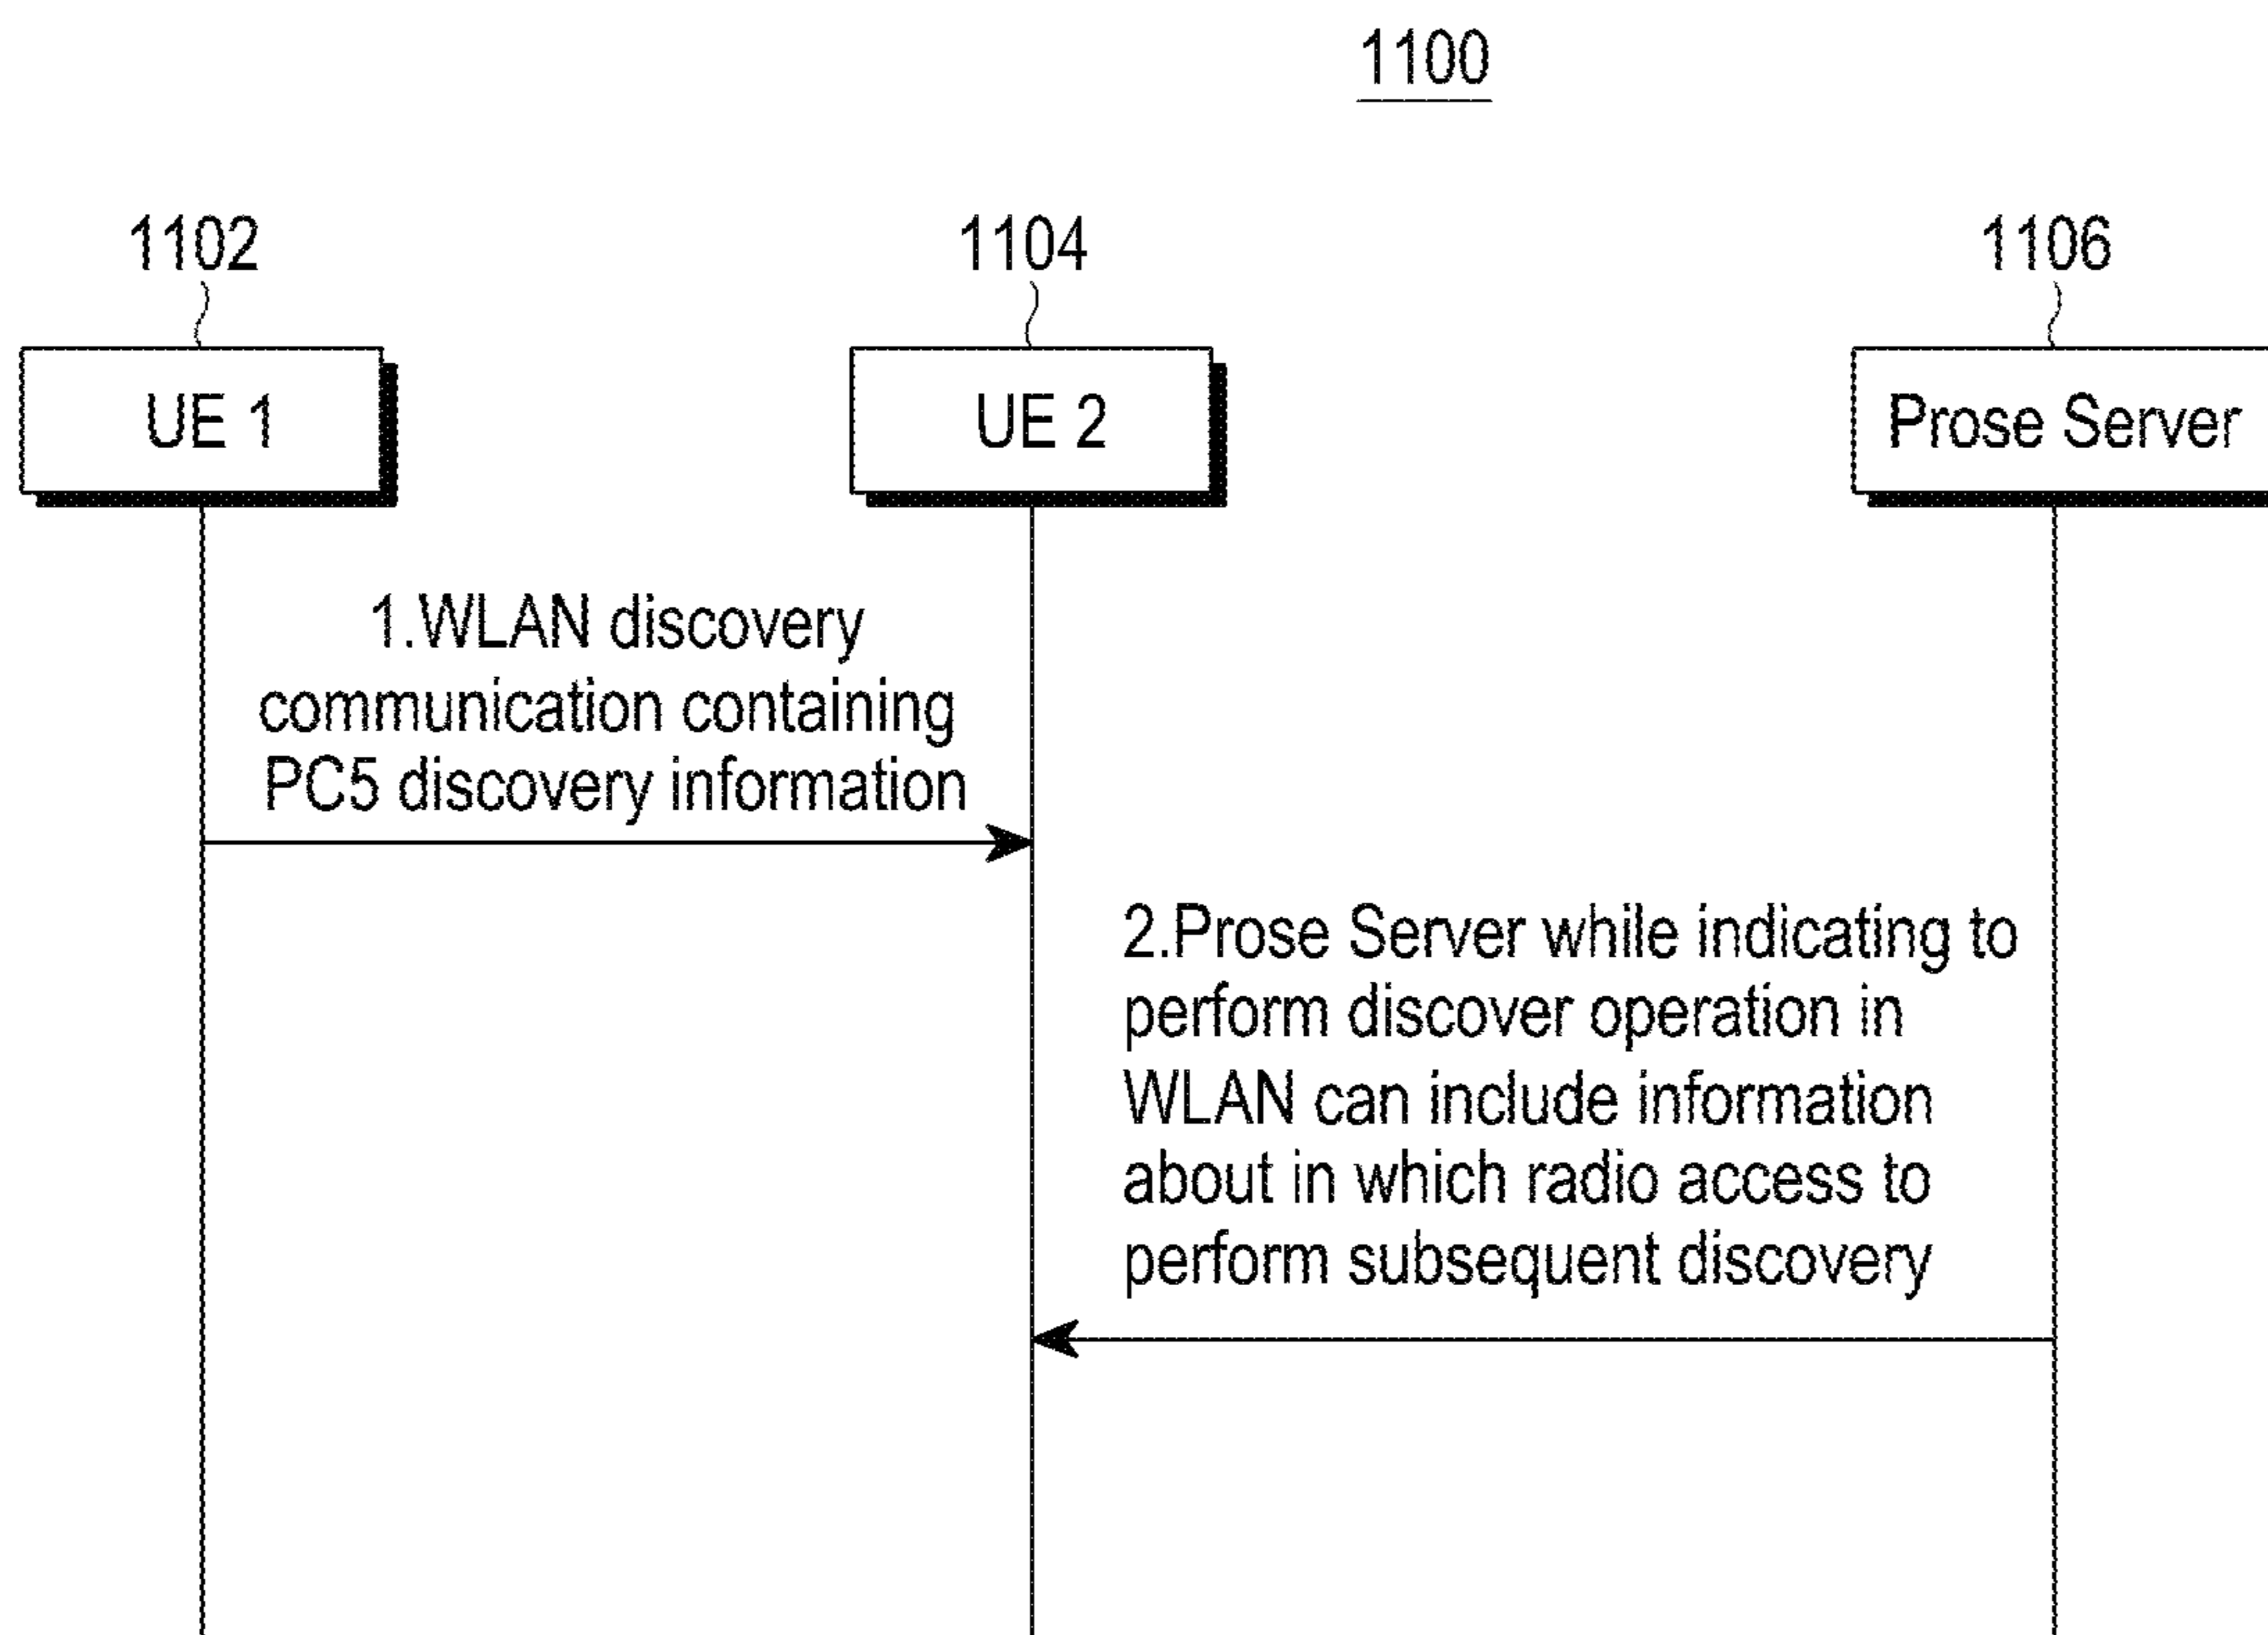 1100
1102
1104
1106
UE 1
UE 2
Prose Server
1.WLAN discovery
communication containing
PC5 discovery information
2.Prose Server while indicating to
perform discover operation in
WLAN can include information
about in which radio access to
perform subsequent discovery